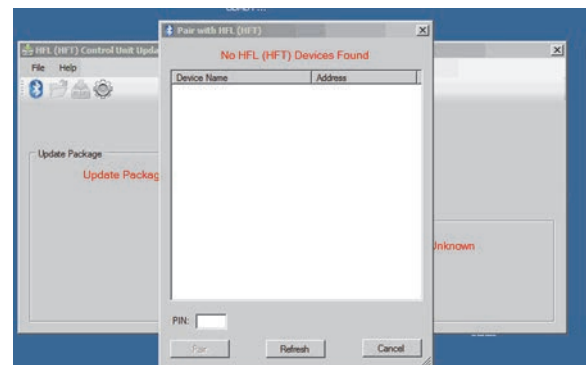 Pair with HFL (HFT)
HFL (HFT) Control Unit Upda
No HFL (HFT) Devices Found
File Help
Device Name Address
Update Package
Update Packag
Unknown
PIN:
Pair Refresh Cancel